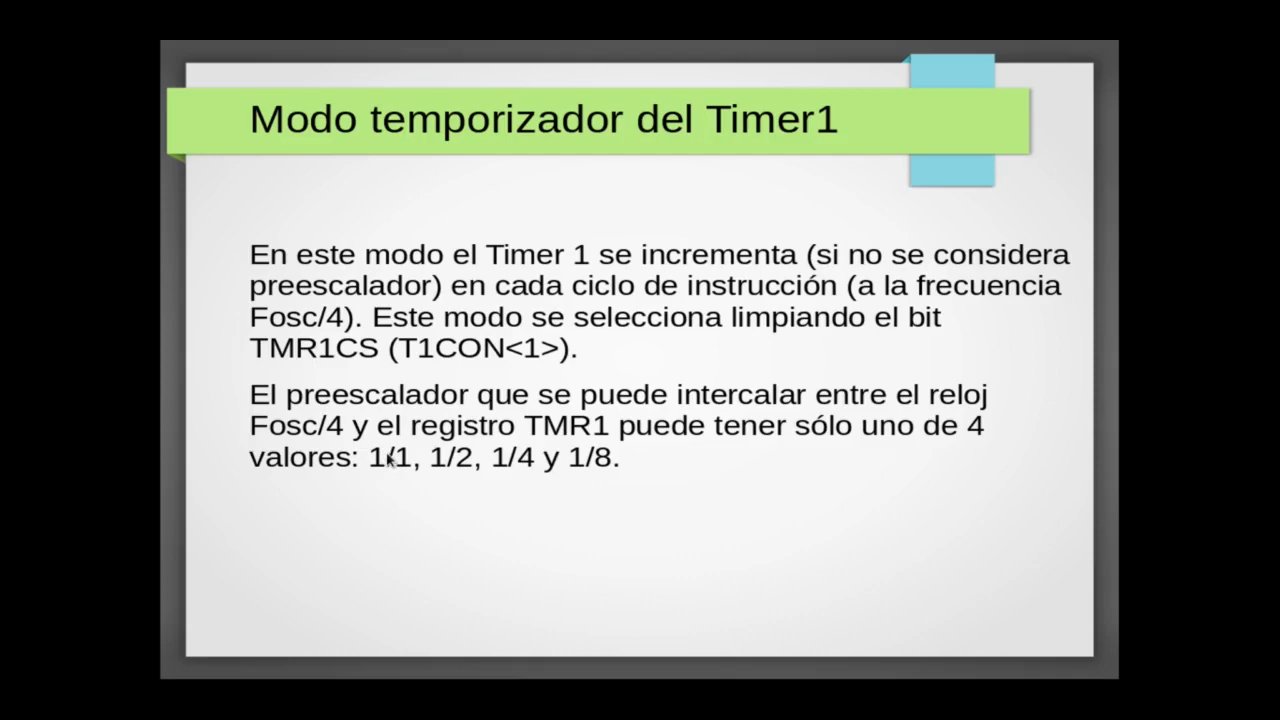 Modo temporizador del Timer1
En este modo el Timer 1 se incrementa (si no se considera
preescalador) en cada ciclo de instrucción (a la frecuencia
Fosc/4). Este modo se selecciona limpiando el bit
TMR1CS (T1CON<1>).
El preescalador que se puede intercalar entre el reloj
Fosc/4 y el registro TMR1 puede tener sólo uno de 4
valores: 1/1, 1/2, 1/4 y 1/8.